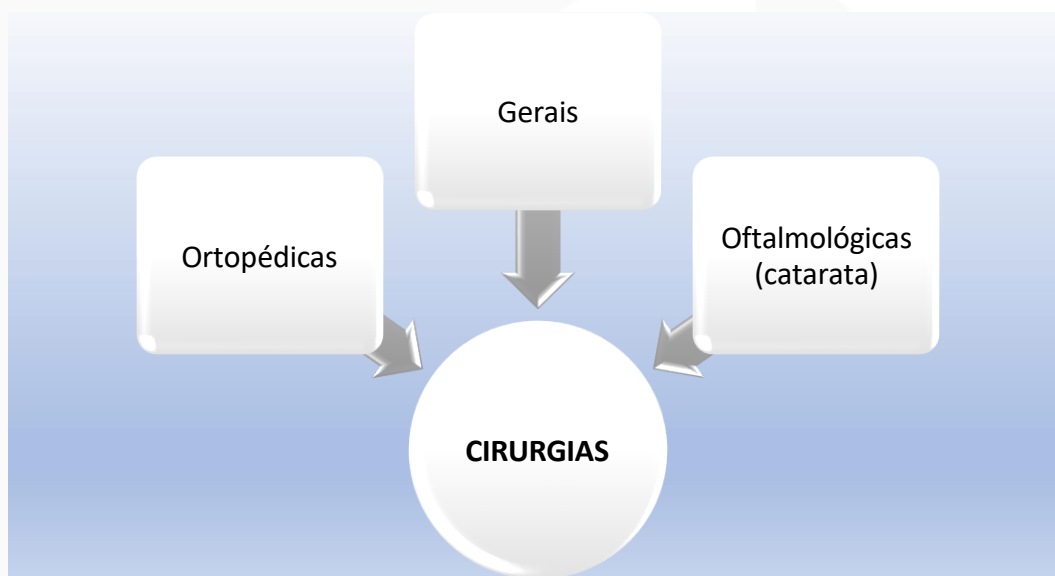 Gerais
Ortopédicas
Oftalmológicas
(catarata)
CIRURGIAS